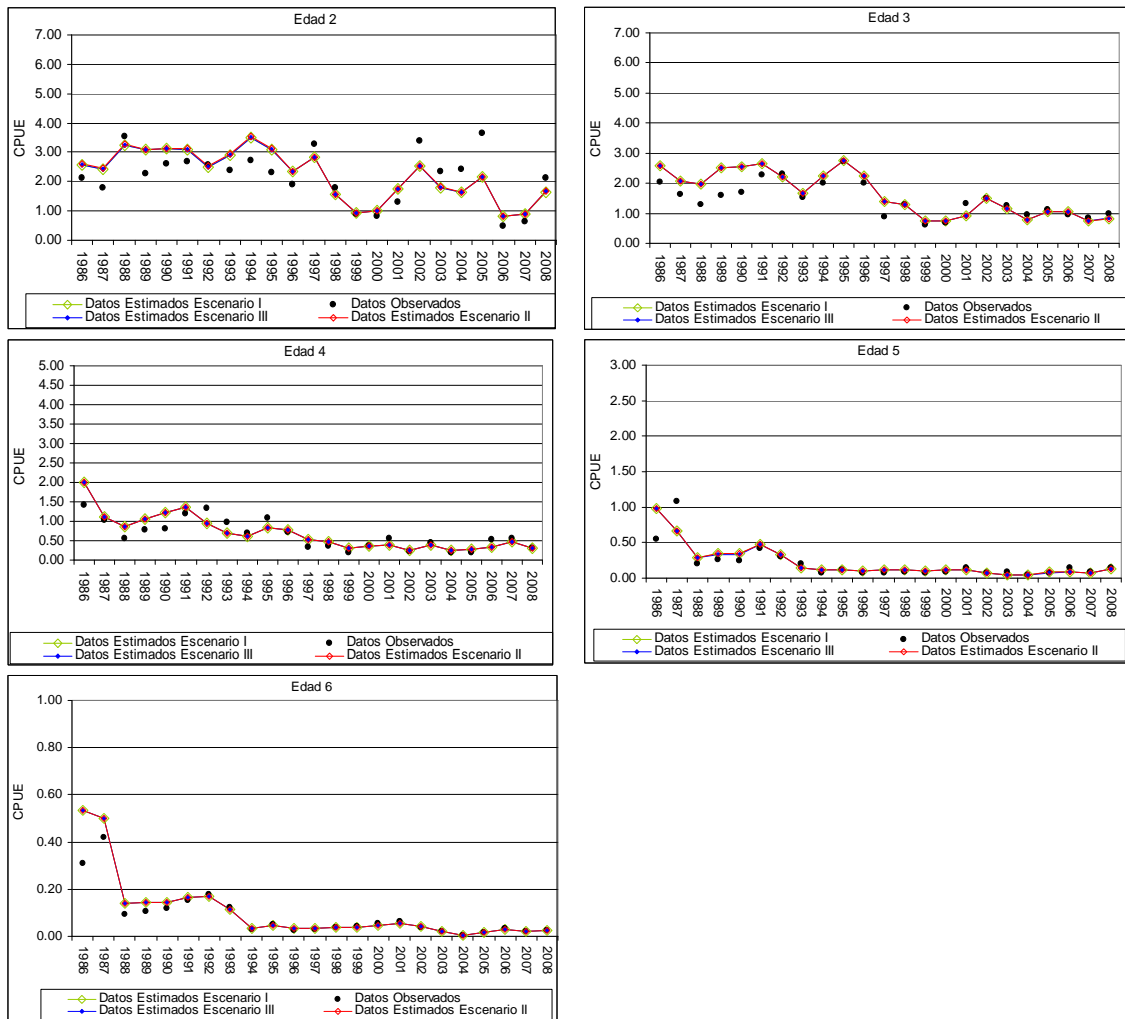 Edad 2
CPUE
7.00
6.00
5.00
4.00
3.00
2.00
1.00
0.00
1986 1987 1988 1989 1990 1991 1992 1993 1994 1995 1996 1997 1998 1999 2000 2001 2002 2003 2004 2005 2006 2007 2008
Datos Estimados Escenario I Datos Observados
Datos Estimados Escenario III Datos Estimados Escenario II
Edad 3
7.00
6.00
5.00
4.00
3.00
2.00
1.00
0.00
1986 1987 1988 1989 1990 1991 1992 1993 1994 1995 1996 1997 1998 1999 2000 2001 2002 2003 2004 2005 2006 2007 2008
Datos Estimados Escenario I Datos Observados
Datos Estimados Escenario III Datos Estimados Escenario II
Edad 4
CPUE
5.00
4.50
4.00
3.50
3.00
2.50
2.00
1.50
1.00
0.50
0.00
1986 1987 1988 1989 1990 1991 1992 1993 1994 1995 1996 1997 1998 1999 2000 2001 2002 2003 2004 2005 2006 2007 2008
Datos Estimados Escenario I Datos Observados
Datos Estimados Escenario III Datos Estimados Escenario II
Edad 5
CPUE
3.00
2.50
2.00
1.50
1.00
0.50
0.00
1986 1987 1988 1989 1990 1991 1992 1993 1994 1995 1996 1997 1998 1999 2000 2001 2002 2003 2004 2005 2006 2007 2008
Datos Estimados Escenario I Datos Observados
Datos Estimados Escenario III Datos Estimados Escenario II
Edad 6
CPUE
1.00
0.80
0.60
0.40
0.20
0.00
1986 1987 1988 1989 1990 1991 1992 1993 1994 1995 1996 1997 1998 1999 2000 2001 2002 2003 2004 2005 2006 2007 2008
Datos Estimados Escenario I Datos Observados
Datos Estimados Escenario III Datos Estimados Escenario II